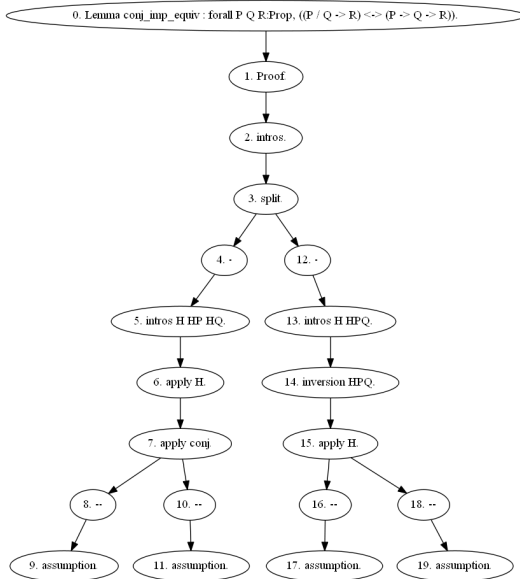 0. Lemma conj_imp_equiv : forall P Q R:Prop, ((P / Q -> R) <-> (P -> Q -> R)).
1. Proof.
2. intros.
3. split.
4. -
12. -
5. intros H HP HQ.
13. intros H HPQ.
6. apply H.
14. inversion HPQ.
7. apply conj.
15. apply H.
8. --
10. --
16. --
18. --
9. assumption.
11. assumption.
17. assumption.
19. assumption.